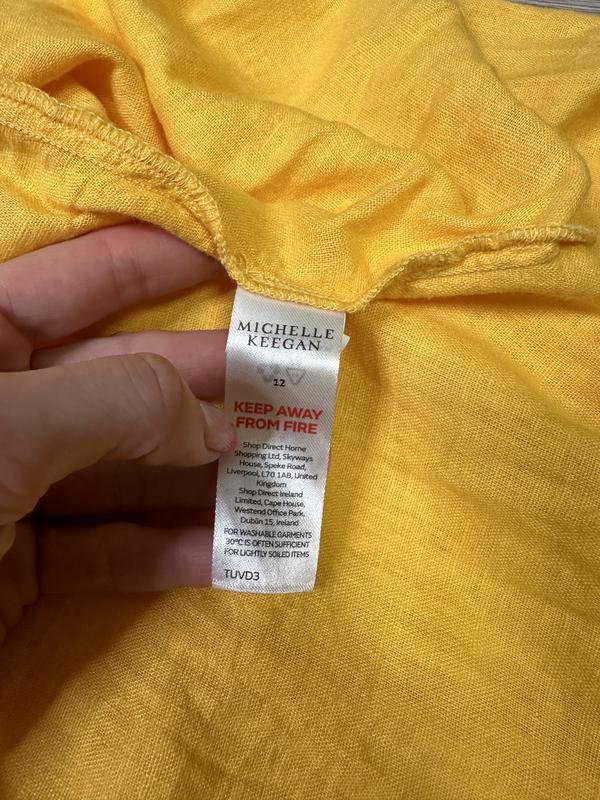 MICHELLE
KEEGAN
12
KEEP AWAY
FROM FIRE
Shop Direct Home
Shopping Ltd, Skyways
House, Speke Road,
Liverpool, L70 1AB, United
Kingdom
Shop Direct Ireland
Limited, Cape House,
Westend Office Park,
Dublin 15, Ireland
FOR WASHABLE GARMENTS
30°C IS OFTEN SUFFICIENT
FOR LIGHTLY SOILED ITEMS
TUVD3